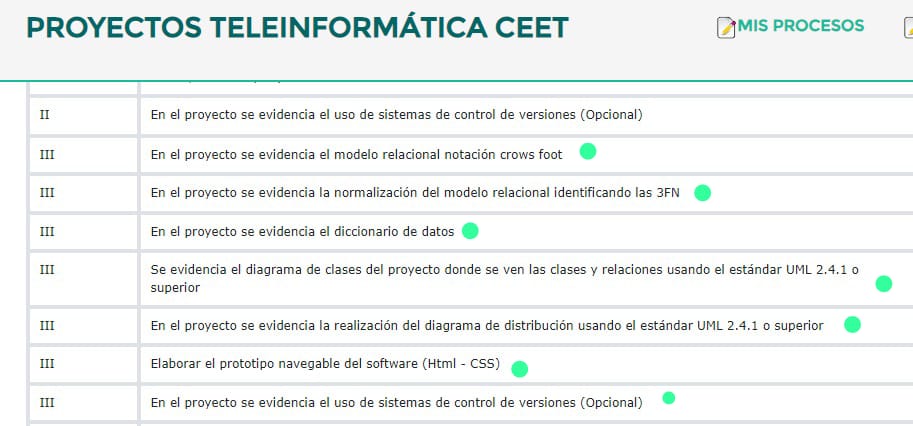 PROYECTOS TELEINFORMÁTICA CEET
MIS PROCESOS
II En el proyecto se evidencia el uso de sistemas de control de versiones (Opcional)
III En el proyecto se evidencia el modelo relacional notación crows foot
III En el proyecto se evidencia la normalización del modelo relacional identificando las 3FN
III En el proyecto se evidencia el diccionario de datos
III Se evidencia el diagrama de clases del proyecto donde se ven las clases y relaciones usando el estándar UML 2.4.1 o
superior
III En el proyecto se evidencia la realización del diagrama de distribución usando el estándar UML 2.4.1 o superior
III Elaborar el prototipo navegable del software (Html - CSS)
III En el proyecto se evidencia el uso de sistemas de control de versiones (Opcional)